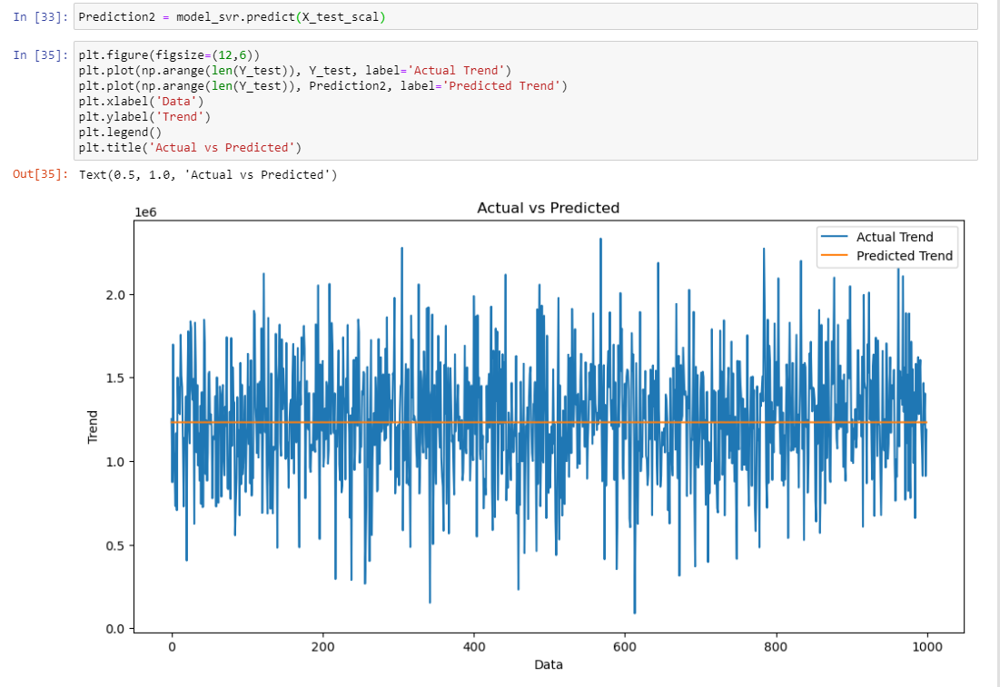 In [33]: Prediction2 = model_svr.predict(X_test_scal)
In [35]: plt.figure(figsize=(12,6))
plt.plot(np.arange(len(Y_test)), Y_test, label='Actual Trend')
plt.plot(np.arange(len(Y_test)), Prediction2, label='Predicted Trend')
plt.xlabel('Data')
plt.ylabel('Trend')
plt.legend()
plt.title('Actual vs Predicted')
Out[35]: Text(0.5, 1.0, 'Actual vs Predicted')
Actual vs Predicted
1e6
Actual Trend
Predicted Trend
2.0
1.5
1.0
0.5
0.0
Trend
0 200 400 600 800 1000
Data